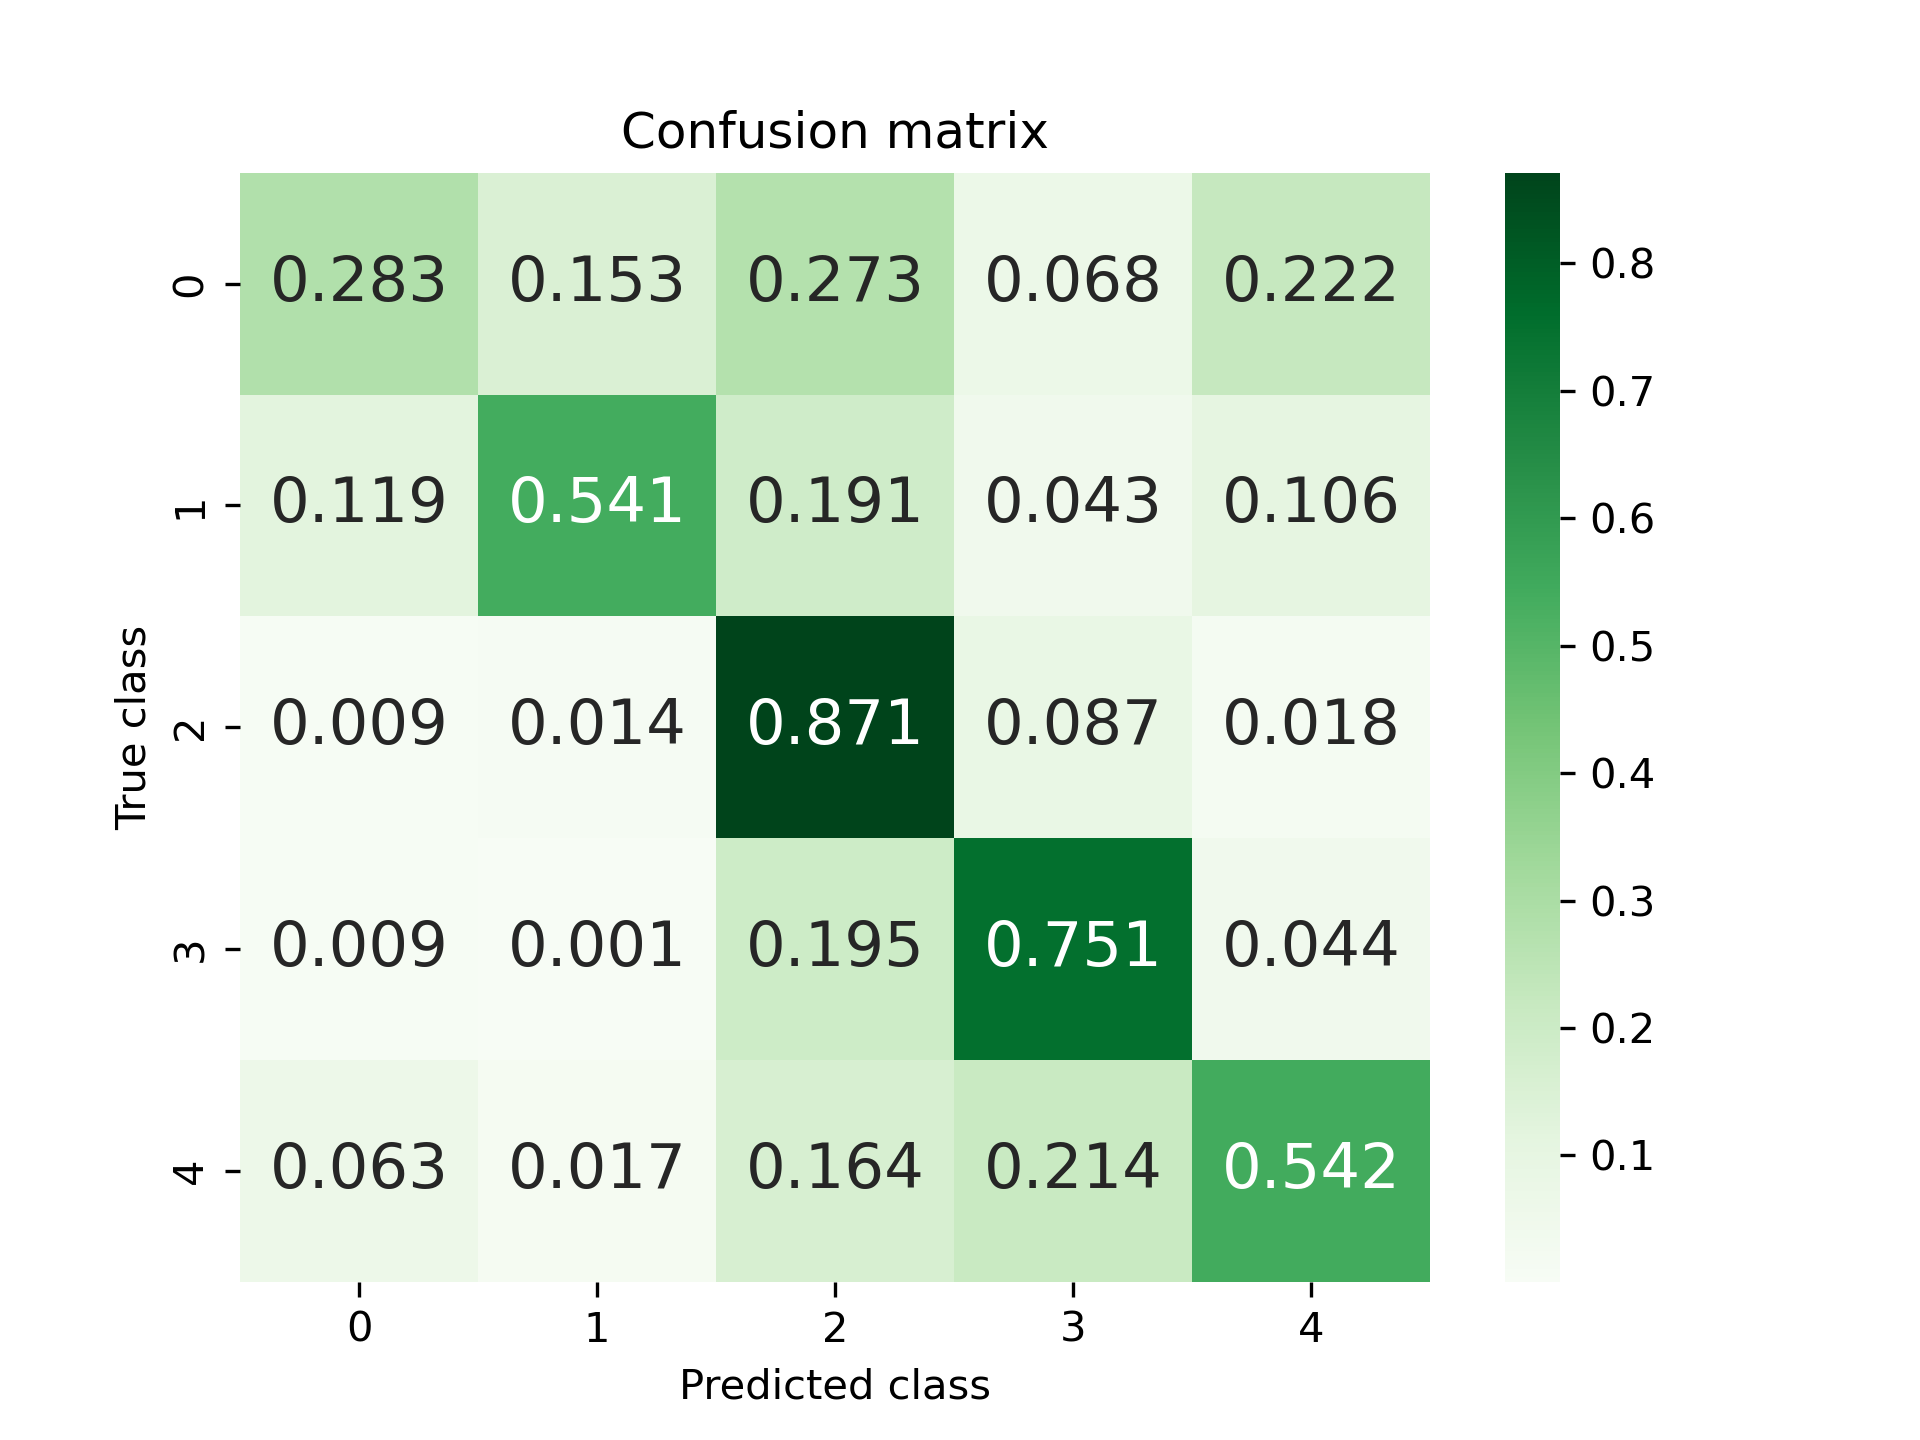 Confusion matrix
0 0.283 0.153 0.273 0.068 0.222
1 0.119 0.541 0.191 0.043 0.106
2 0.009 0.014 0.871 0.087 0.018
3 0.009 0.001 0.195 0.751 0.044
4 0.063 0.017 0.164 0.214 0.542
True class
0 1 2 3 4
Predicted class
0.8
0.7
0.6
0.5
0.4
0.3
0.2
0.1